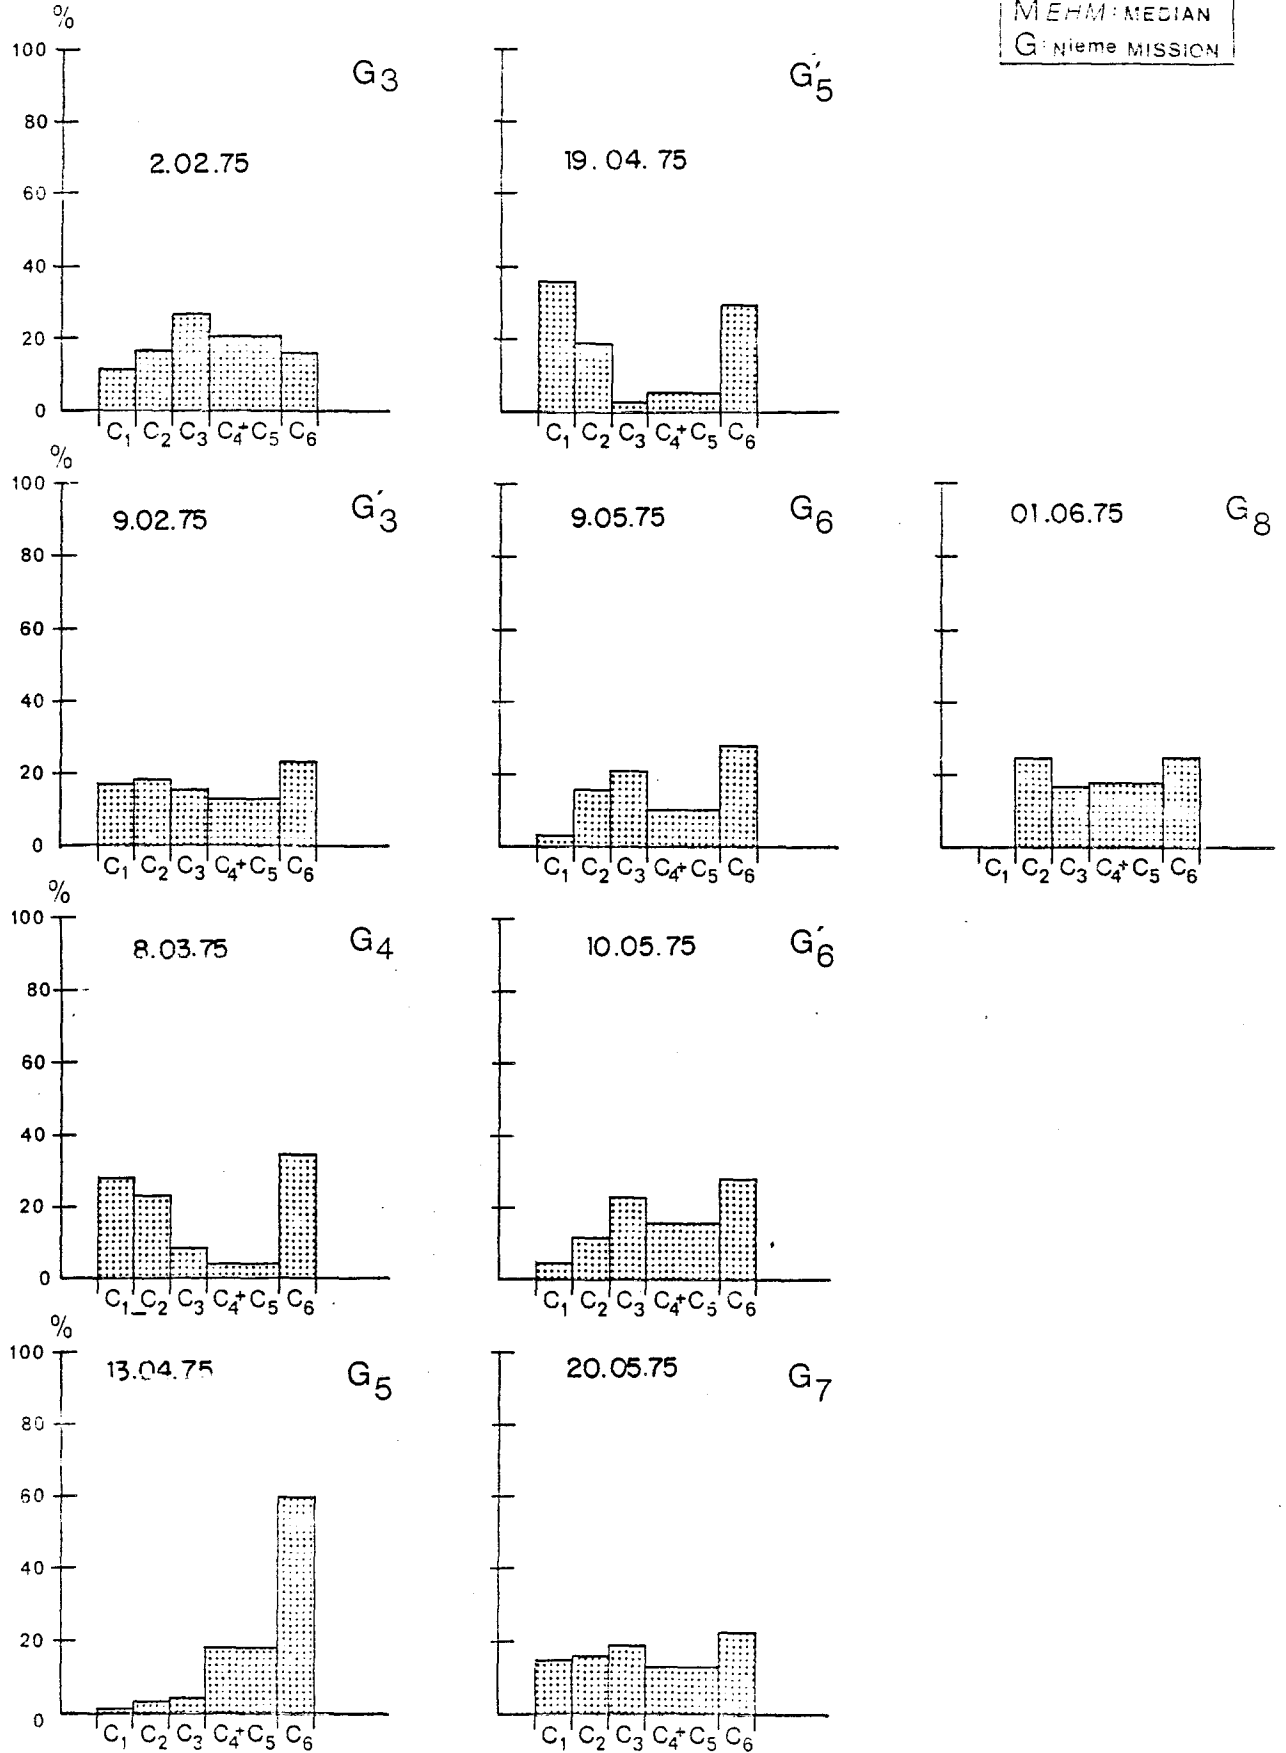 MEHM : MEDIAN
G : Nieme MISSION
%
100
80
60
40
20
0
G3
2.02.75
C1 C2 C3 C4+C5 C6
G'5
19.04.75
C1 C2 C3 C4+C5 C6
%
100
80
60
40
20
0
G'3
9.02.75
C1 C2 C3 C4+C5 C6
9.05.75
G6
C1 C2 C3 C4+C5 C6
01.06.75
G8
C1 C2 C3 C4+C5 C6
%
100
80
60
40
20
0
8.03.75
G4
C1 C2 C3 C4+C5 C6
10.05.75
G'6
C1 C2 C3 C4+C5 C6
%
100
80
60
40
20
0
13.04.75
G5
C1 C2 C3 C4+C5 C6
20.05.75
G7
C1 C2 C3 C4+C5 C6